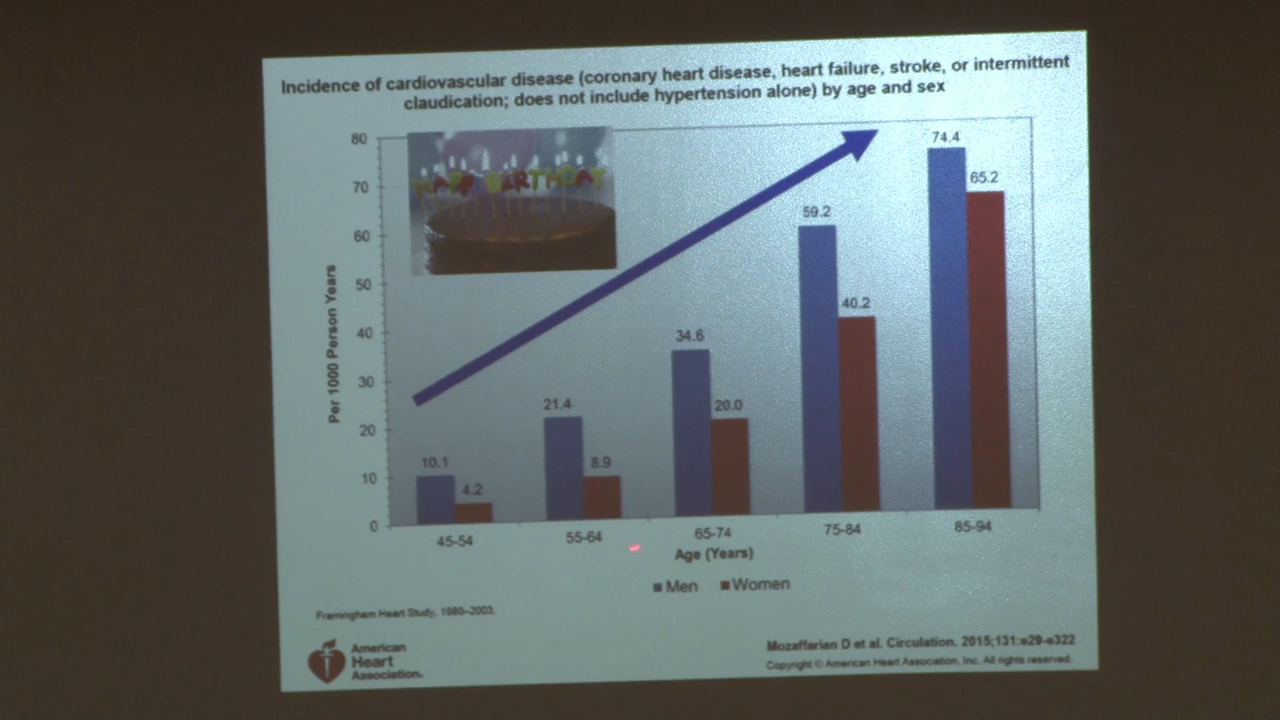 Incidence of cardiovascular disease (coronary heart disease, heart failure, stroke, or intermittent
claudication; does not include hypertension alone) by age and sex
80
70
60
50
40
30
20
10
0
Per 1000 Person Years
HAPPY BIRTHDAY
10.1
4.2
21.4
8.9
34.6
20.0
59.2
40.2
74.4
65.2
45-54
55-64
65-74
75-84
85-94
Age (Years)
Men
Women
Framingham Heart Study, 1980–2003.
American
Heart
Association®
Mozaffarian D et al. Circulation. 2015;131:e29-e322
Copyright © American Heart Association, Inc. All rights reserved.